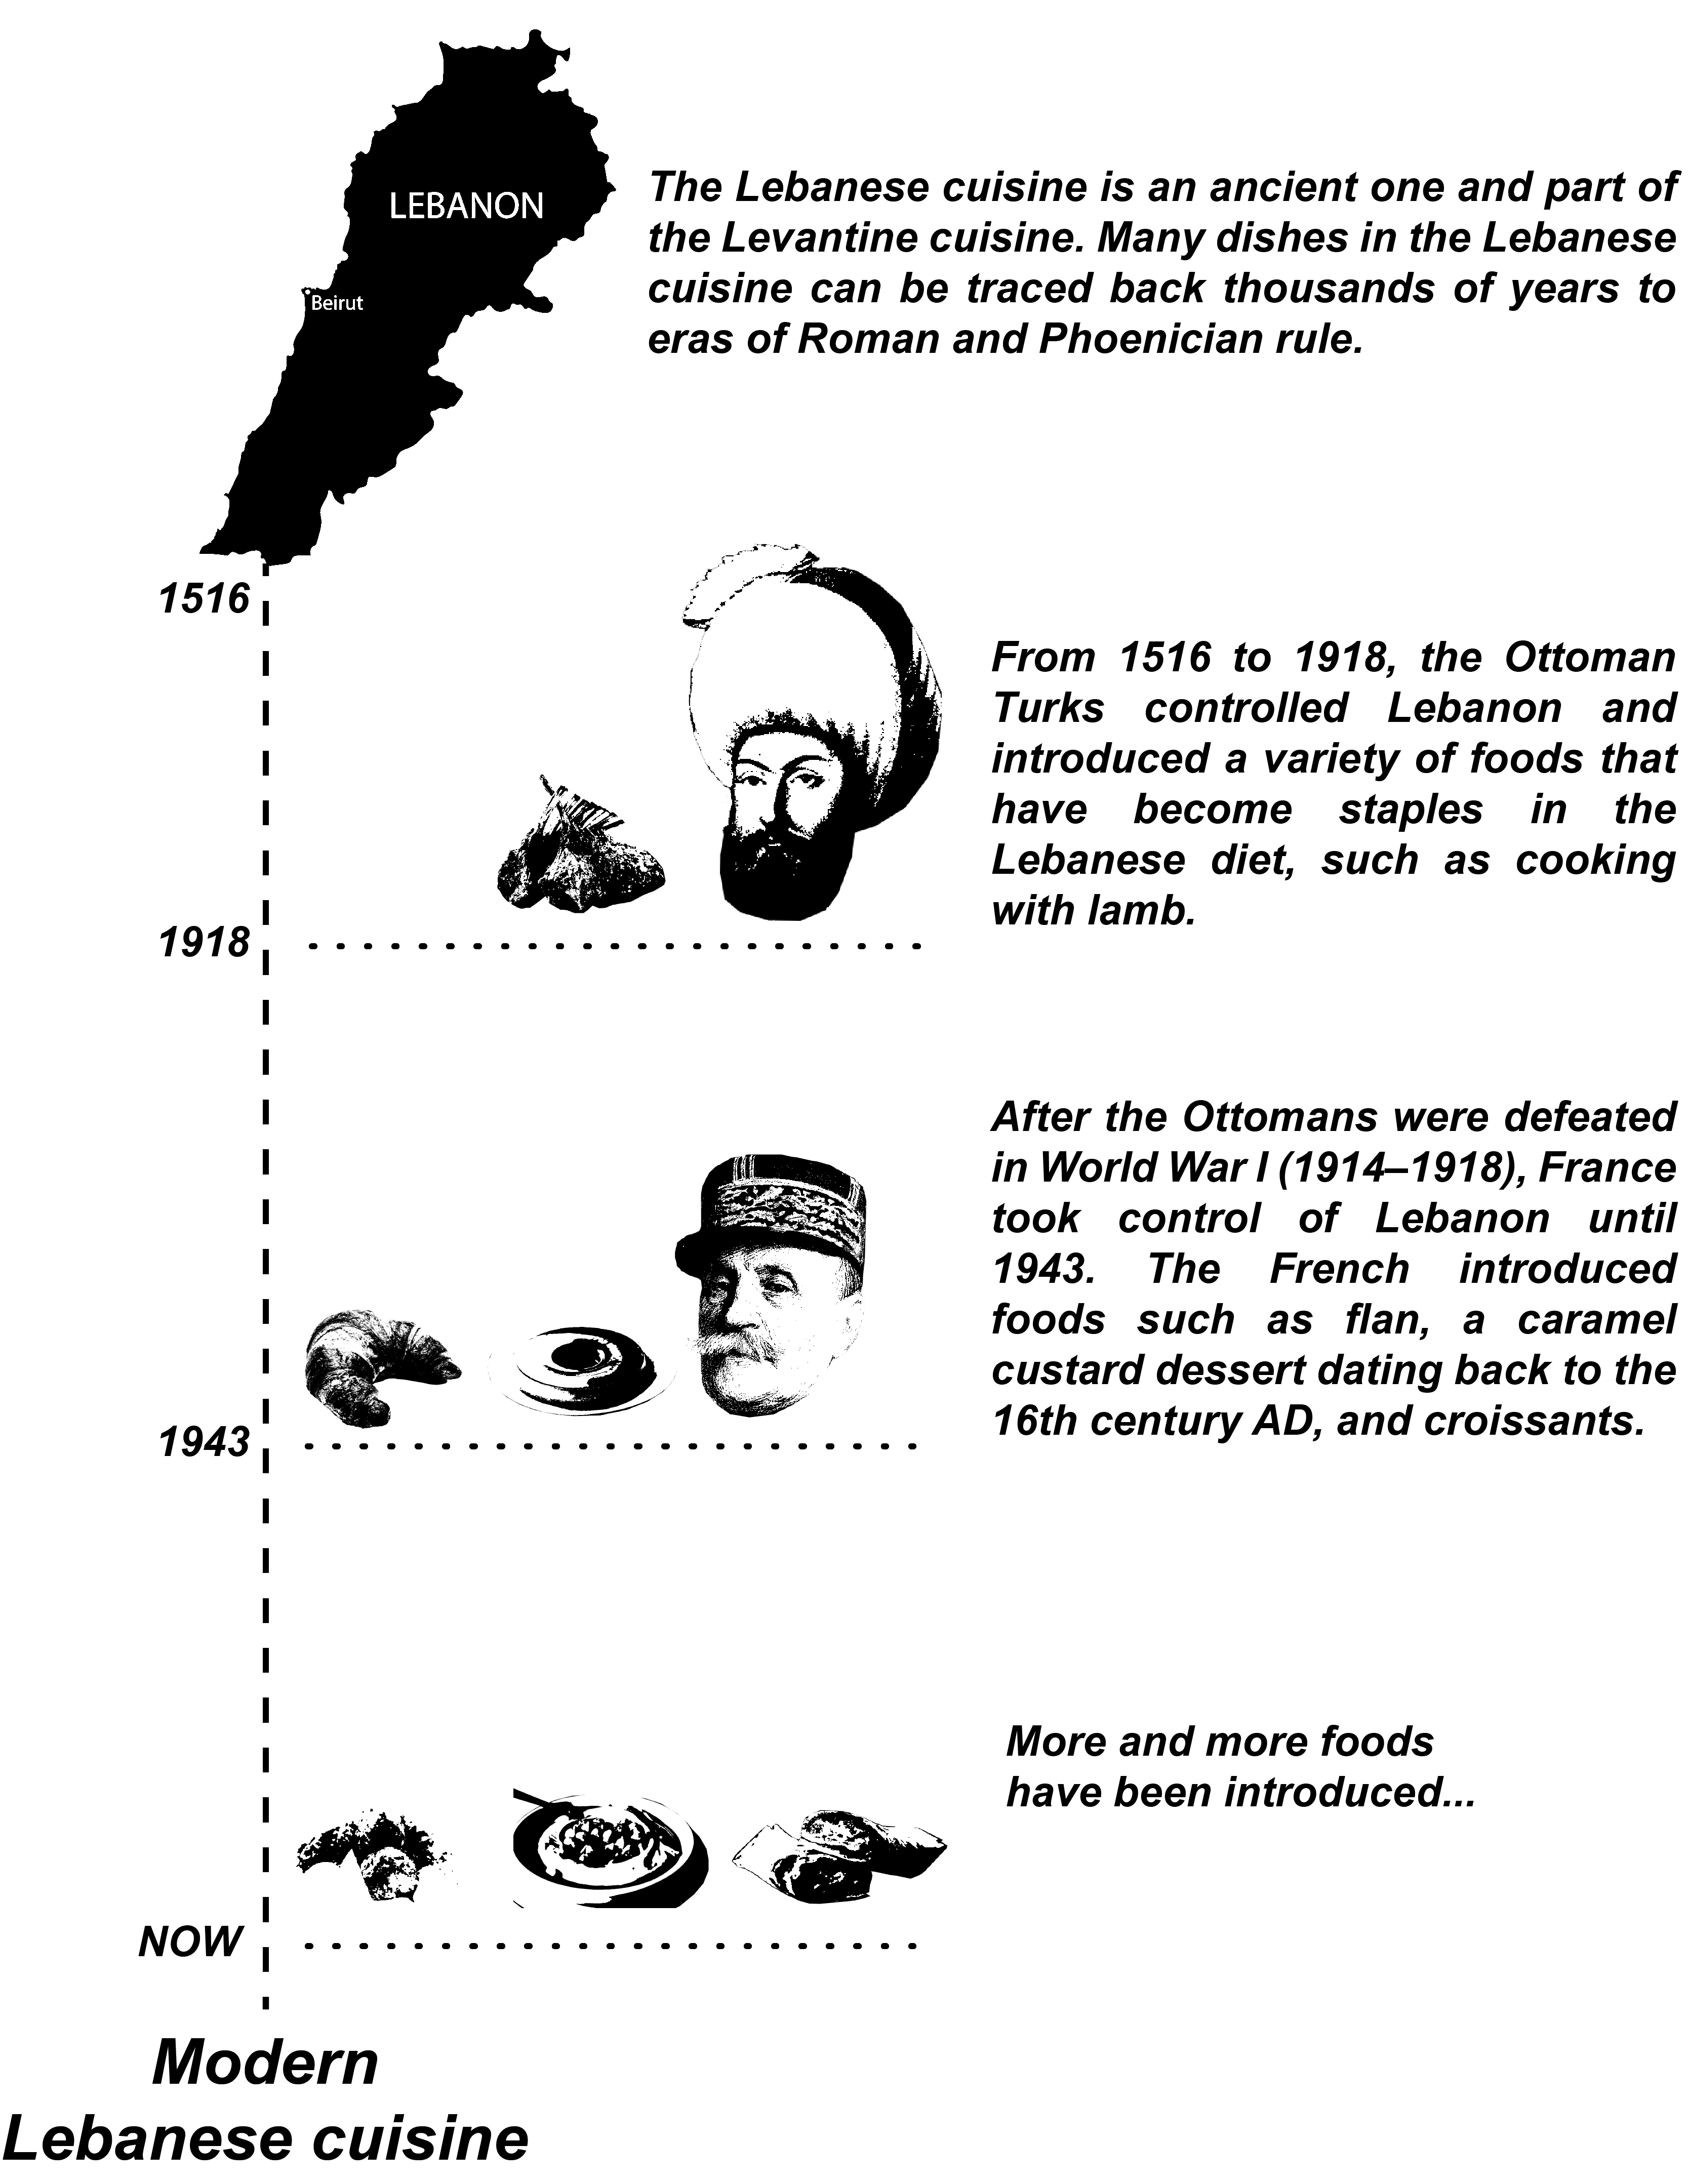 LEBANON
Beirut
The Lebanese cuisine is an ancient one and part of
the Levantine cuisine. Many dishes in the Lebanese
cuisine can be traced back thousands of years to
eras of Roman and Phoenician rule.
1516
From 1516 to 1918, the Ottoman
Turks controlled Lebanon and
introduced a variety of foods that
have become staples in the
Lebanese diet, such as cooking
with lamb.
1918
After the Ottomans were defeated
in World War I (1914–1918), France
took control of Lebanon until
1943. The French introduced
foods such as flan, a caramel
custard dessert dating back to the
16th century AD, and croissants.
1943
More and more foods
have been introduced...
NOW
Modern
Lebanese cuisine